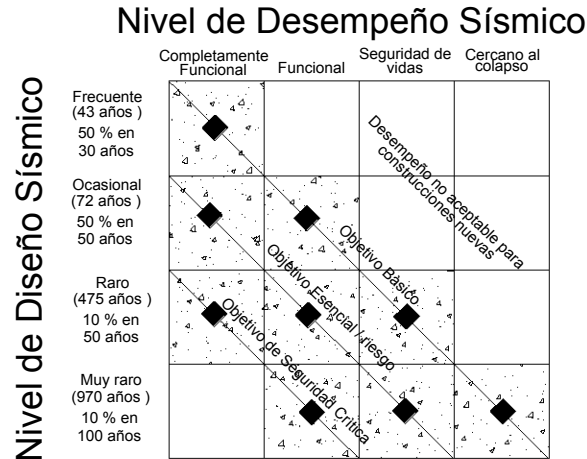 Nivel de Desempeño Sísmico
Completamente
Funcional
Funcional
Seguridad de
vidas
Cercano al
colapso
Nivel de Diseño Sísmico
Frecuente
(43 años )
50 % en
30 años
Desempeño no aceptable para
construcciones nuevas
Ocasional
(72 años )
50 % en
50 años
Objetivo Básico
Objetivo Esencial /riesgo
Objetivo de Seguridad Crítica
Raro
(475 años )
10 % en
50 años
Muy raro
(970 años )
10 % en
100 años